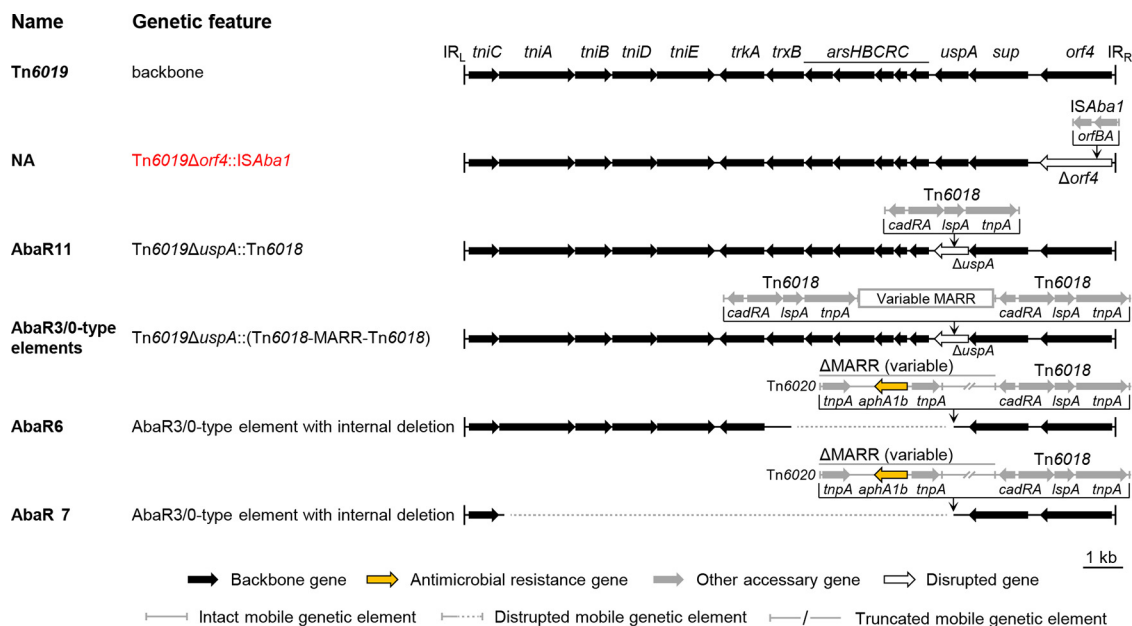 Name Genetic feature
IRL tniC tniA tniB tniD tniE trkA trxB arsHBCRC uspA sup orf4 IRR
Tn6019 backbone
ISAba1
orfBA
NA Tn6019Δorf4::ISAba1
Δorf4
Tn6018
cadRA lspA tnpA
AbaR11 Tn6019ΔuspA::Tn6018
ΔuspA
Tn6018 Variable MARR Tn6018
cadRA lspA tnpA cadRA lspA tnpA
AbaR3/0-type
elements Tn6019ΔuspA::(Tn6018-MARR-Tn6018)
ΔuspA
ΔMARR (variable) Tn6018
Tn6020
tnpA aphA1b tnpA cadRA lspA tnpA
AbaR6 AbaR3/0-type element with internal deletion
ΔMARR (variable) Tn6018
Tn6020
tnpA aphA1b tnpA cadRA lspA tnpA
AbaR 7 AbaR3/0-type element with internal deletion
1 kb
Backbone gene Antimicrobial resistance gene Other accessary gene Disrupted gene
Intact mobile genetic element Distrupted mobile genetic element Truncated mobile genetic element